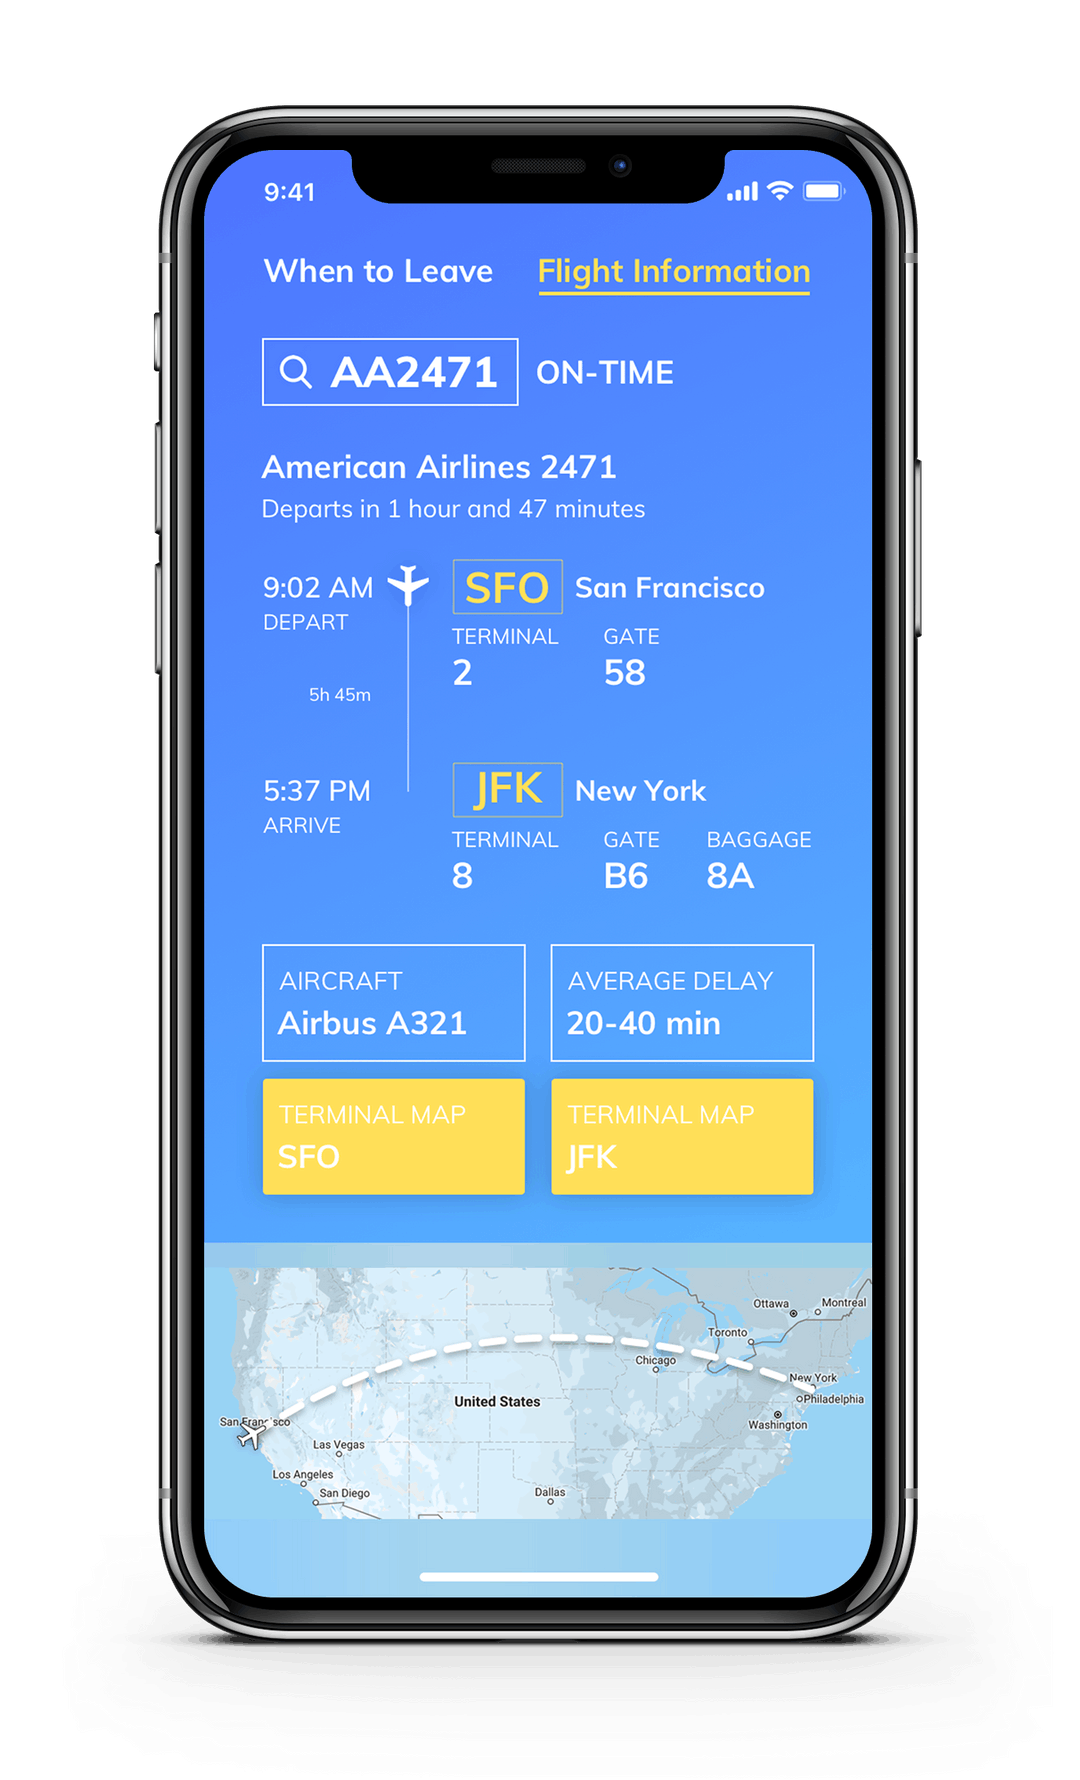 9:41
When to Leave Flight Information
AA2471 ON-TIME
American Airlines 2471
Departs in 1 hour and 47 minutes
9:02 AM SFO San Francisco
DEPART TERMINAL GATE
2 58
5h 45m
5:37 PM JFK New York
ARRIVE TERMINAL GATE BAGGAGE
8 B6 8A
AIRCRAFT AVERAGE DELAY
Airbus A321 20-40 min
TERMINAL MAP TERMINAL MAP
SFO JFK
Ottawa Montreal
Toronto
Chicago
New York
United States Philadelphia
San Francisco Washington
Las Vegas
Los Angeles
San Diego Dallas